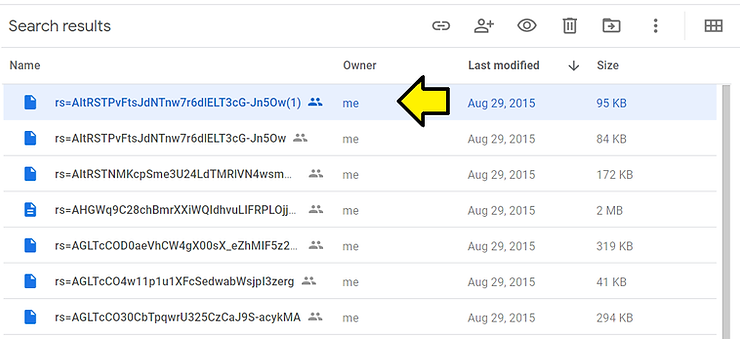 Search results
Name Owner Last modified Size
rs=AItRSTPvFtsJdNTnw7r6dIELT3cG-Jn5Ow(1) me Aug 29, 2015 95 KB
rs=AItRSTPvFtsJdNTnw7r6dIELT3cG-Jn5Ow me Aug 29, 2015 84 KB
rs=AItRSTNMKcpSme3U24LdTMRIVN4wsm... me Aug 29, 2015 172 KB
rs=AHGWq9C28chBmrXXiWQIdhvuLIFRPLOjj... me Aug 29, 2015 2 MB
rs=AGLTcCOD0aeVhCW4gX00sX_eZhMIF5z2... me Aug 29, 2015 319 KB
rs=AGLTcCO4w11p1u1XFcSedwabWsjpI3zerg me Aug 29, 2015 41 KB
rs=AGLTcCO30CbTpqwrU325CzCaJ9S-acykMA me Aug 29, 2015 294 KB